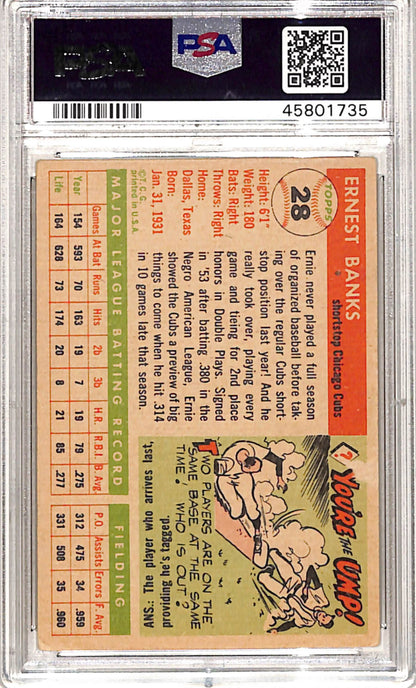 PSA
45801735
TOPPS
28
ERNEST BANKS
shortstop Chicago Cubs
Height: 6'1"
Weight: 180
Bats: Right
Throws: Right
Home:
Dallas, Texas
Born:
Jan. 31, 1931
©T.C.G.
printed in U.S.A.
Ernie never played a full season
of organized baseball before tak-
ing over the regular Cubs short-
stop position last year! And he
really took over, playing every
game and tieing for 2nd place
honors in Double Plays. Signed
in '53 after batting .380 in the
Negro American League, Ernie
showed the Cubs a preview of big
things to come when he hit .314
in 10 games late that season.
? YOU'RE THE UMP!
TWO PLAYERS ARE ON THE
SAME BASE AT THE SAME
TIME! WHO IS OUT?
ANS: The player who arrives last,
providing he's tagged.
MAJOR LEAGUE BATTING RECORD FIELDING
Games At Bat Runs Hits 2b 3b H.R. R.B.I. B. Avg. P.O. Assists Errors F. Avg.
Year 154 593 70 163 19 7 19 79 .275 312 475 34 .959
Life 164 628 73 174 20 8 21 85 .277 331 508 35 .960